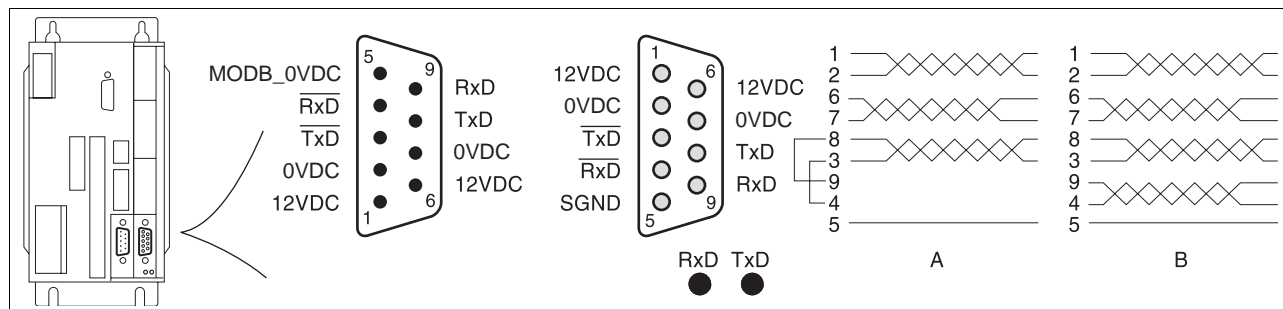 5
9
MODB_0VDC
RxD
RxD
TxD
TxD
0VDC
0VDC
12VDC
12VDC
1
6
1
6
12VDC
12VDC
0VDC
0VDC
TxD
TxD
RxD
RxD
SGND
5
9
RxD TxD
1
2
6
7
8
3
9
4
5
A
1
2
6
7
8
3
9
4
5
B